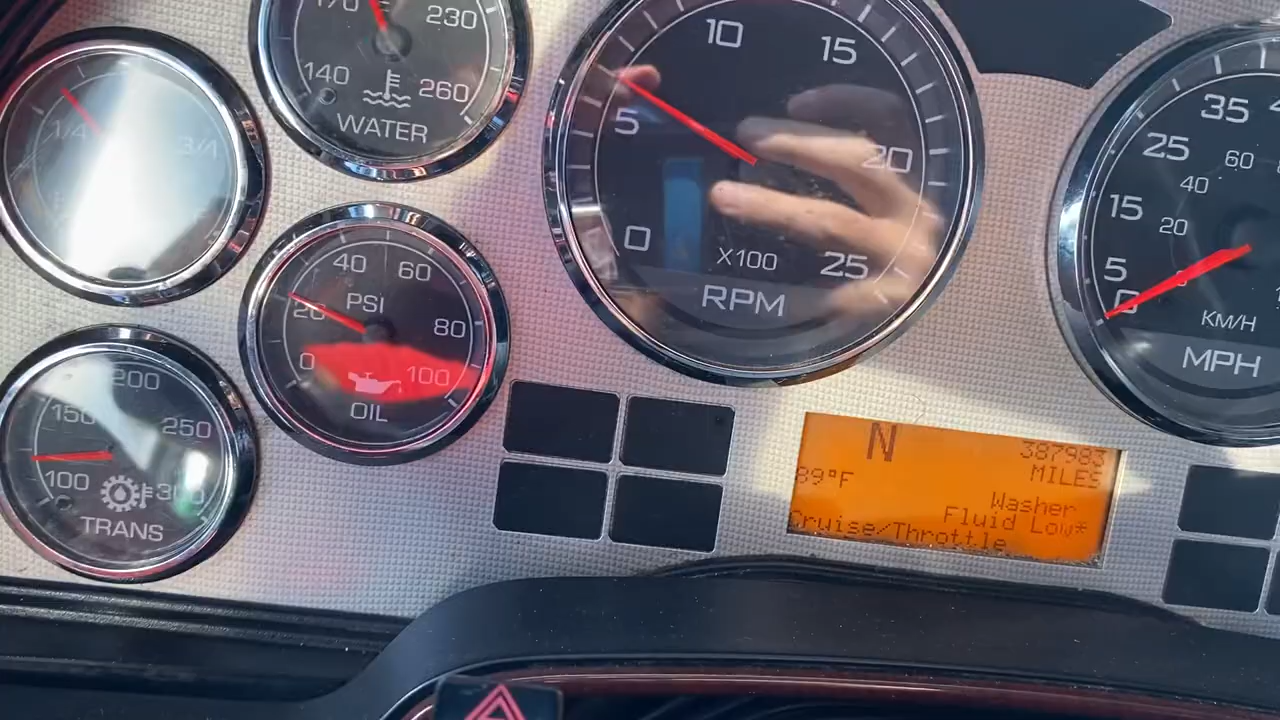 170
230
140
260
WATER
1/4
3/4
40
60
PSI
20
80
0
100
OIL
200
150
250
100
300
TRANS
10
15
5
20
0
X100
25
RPM
35
25
60
40
15
20
5
0
KM/H
MPH
N
387983
MILES
89°F
Washer
Fluid Low*
Cruise/Throttle